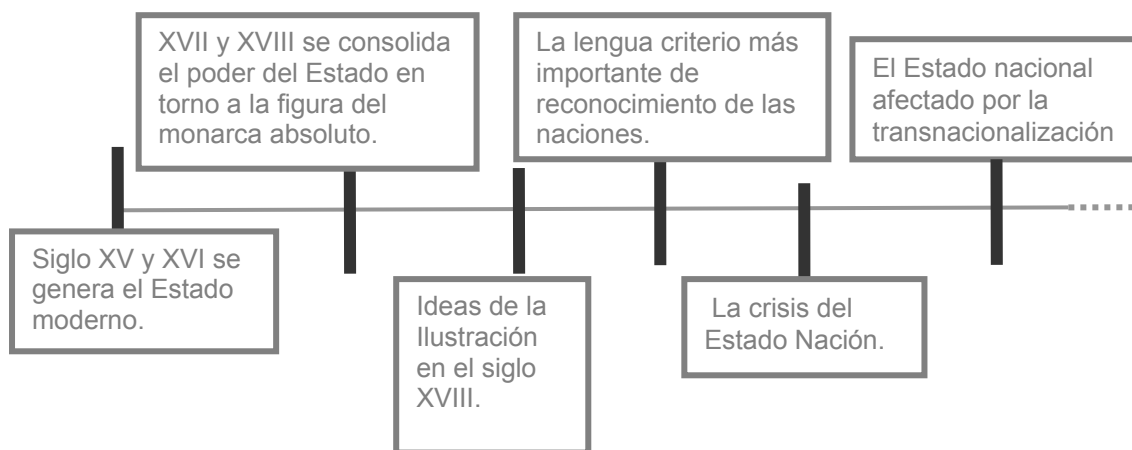 XVII y XVIII se consolida
el poder del Estado en
torno a la figura del
monarca absoluto.
La lengua criterio más
importante de
reconocimiento de las
naciones.
El Estado nacional
afectado por la
transnacionalización
Siglo XV y XVI se
genera el Estado
moderno.
Ideas de la
Ilustración
en el siglo
XVIII.
La crisis del
Estado Nación.